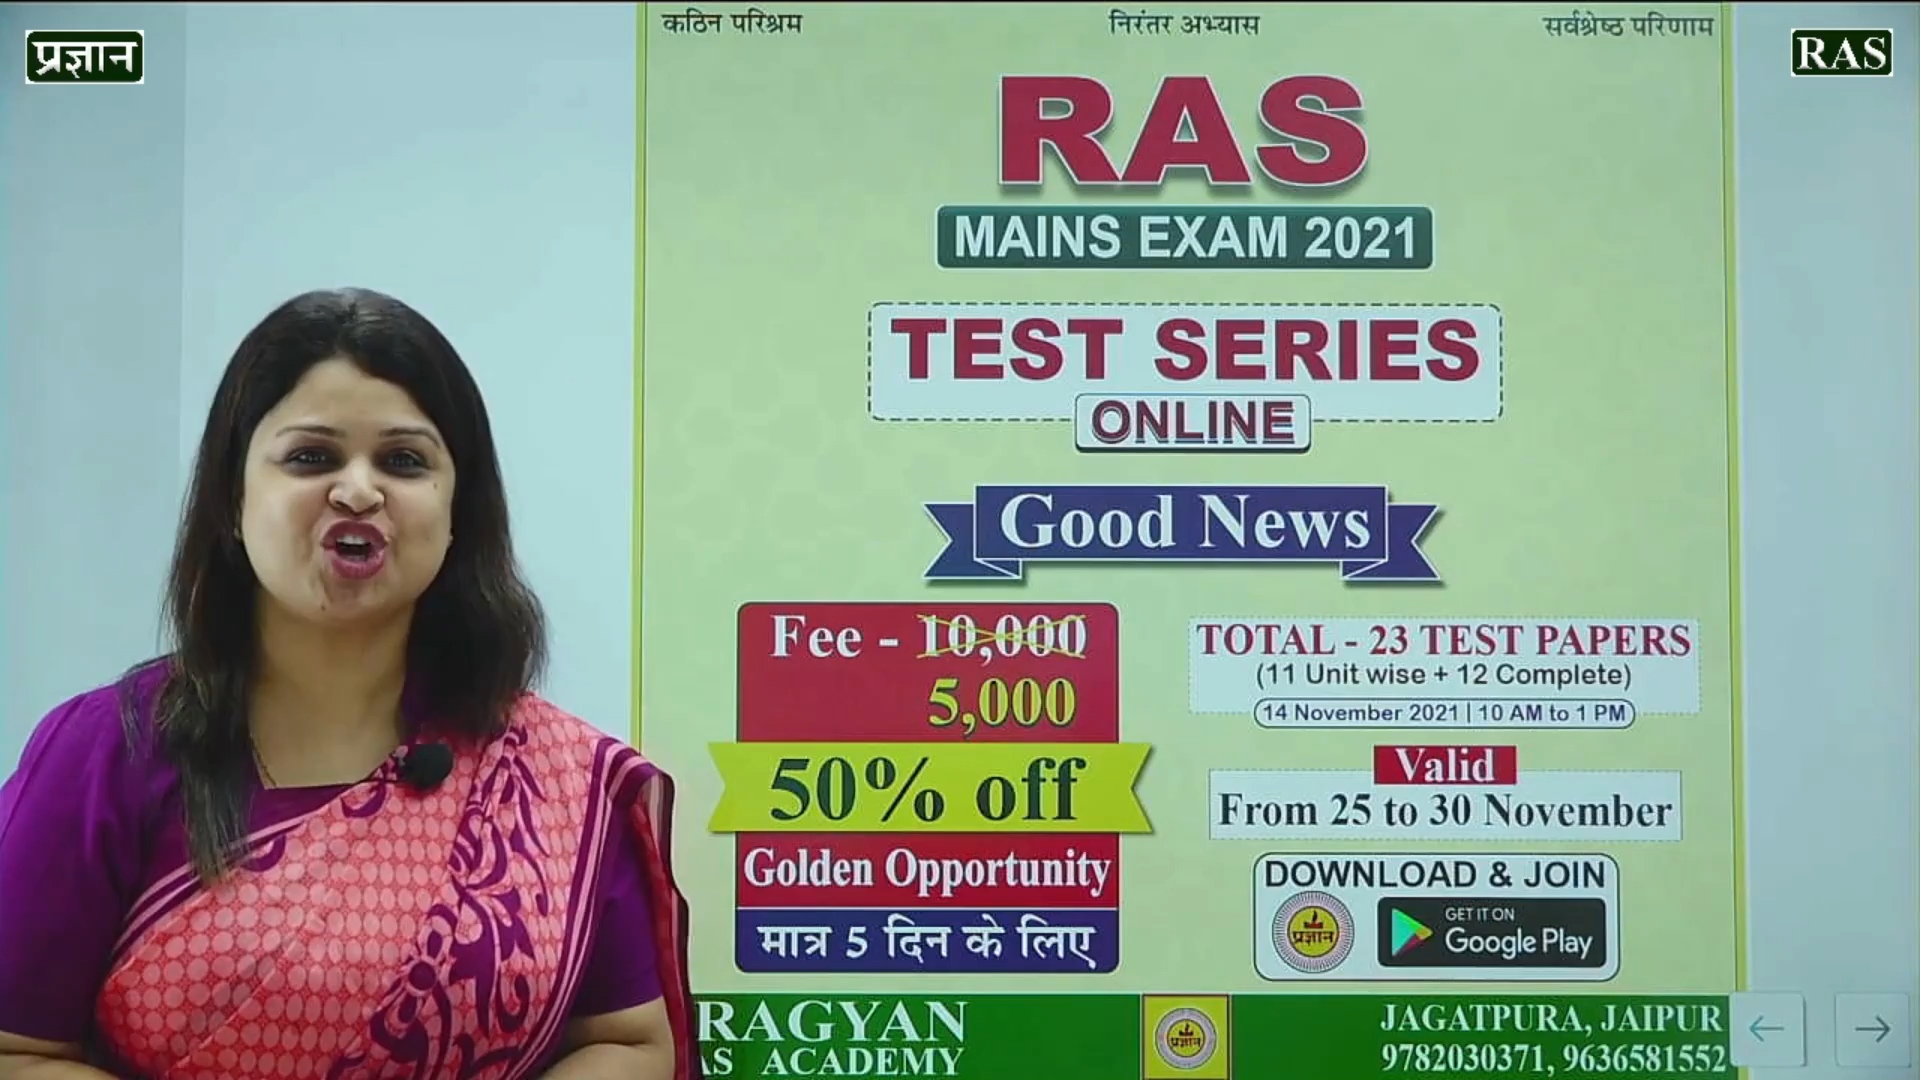 प्रज्ञान
RAS
कठिन परिश्रम
निरंतर अभ्यास
सर्वश्रेष्ठ परिणाम
RAS
MAINS EXAM 2021
TEST SERIES
ONLINE
Good News
Fee - 10,000
5,000
50% off
Golden Opportunity
मात्र 5 दिन के लिए
TOTAL - 23 TEST PAPERS
(11 Unit wise + 12 Complete)
14 November 2021 | 10 AM to 1 PM
Valid
From 25 to 30 November
DOWNLOAD & JOIN
प्रज्ञान
GET IT ON
Google Play
RAGYAN
AS ACADEMY
प्रज्ञान
JAGATPURA, JAIPUR
9782030371, 9636581552